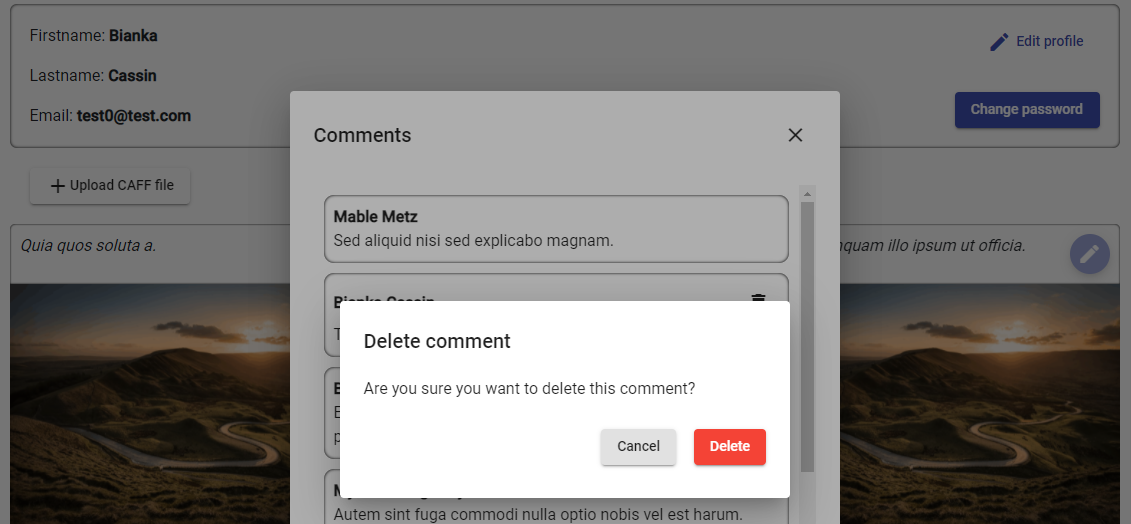 Firstname: Bianka
Edit profile
Lastname: Cassin
Email: test0@test.com
Change password
Comments
Upload CAFF file
Mable Metz
Sed aliquid nisi sed explicabo magnam.
Quia quos soluta a.
illo ipsum ut officia.
Bianka Cassin
Delete comment
Are you sure you want to delete this comment?
Cancel
Delete
Autem sint fuga commodi nulla optio nobis vel est harum.